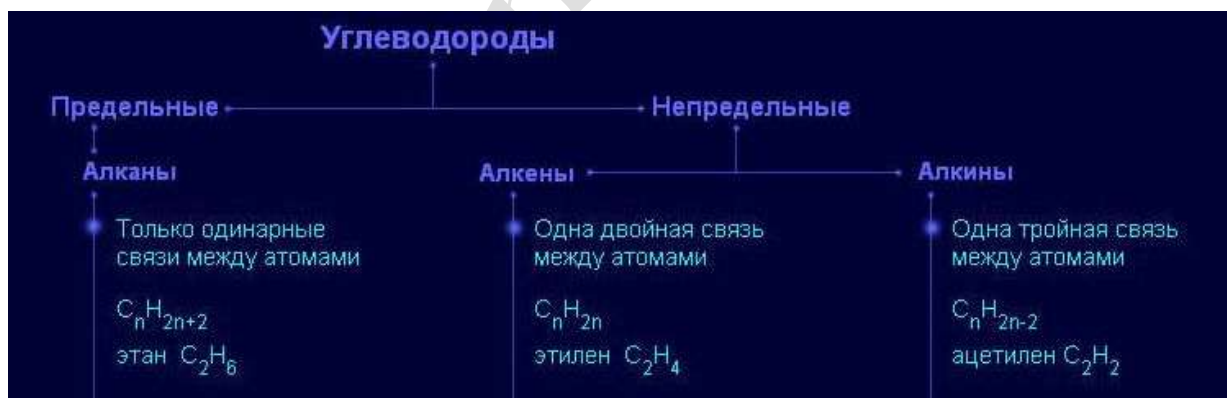 Углеводороды
Предельные
Непредельные
Алканы
Алкены
Алкины
Только одинарные
связи между атомами
CₙH₂ₙ₊₂
этан C₂H₆
Одна двойная связь
между атомами
CₙH₂ₙ
этилен C₂H₄
Одна тройная связь
между атомами
CₙH₂ₙ₋₂
ацетилен C₂H₂